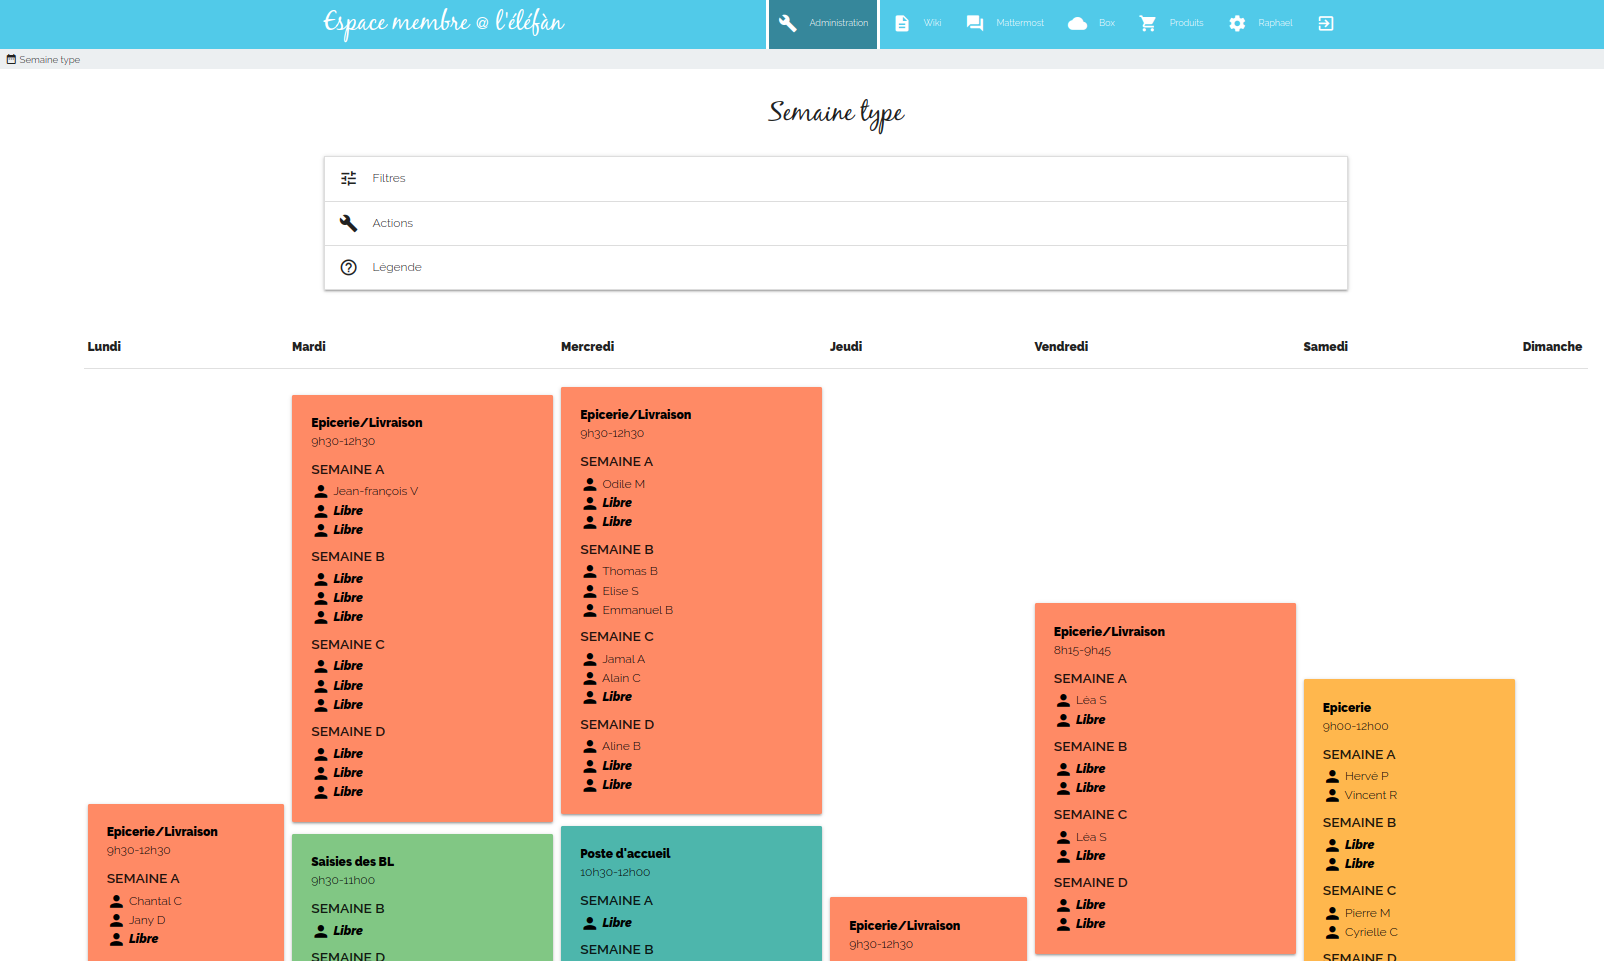 Espace membre @ l'éléfàn
Administration
Wiki
Mattermost
Box
Produits
Raphael
Semaine type
Semaine type
Filtres
Actions
Légende
Lundi
Mardi
Mercredi
Jeudi
Vendredi
Samedi
Dimanche
Epicerie/Livraison
9h30-12h30
SEMAINE A
Chantal C
Jany D
Libre
Epicerie/Livraison
9h30-12h30
SEMAINE A
Jean-françois V
Libre
Libre
SEMAINE B
Libre
Libre
Libre
SEMAINE C
Libre
Libre
Libre
SEMAINE D
Libre
Libre
Libre
Saisies des BL
9h30-11h00
SEMAINE B
Libre
SEMAINE D
Epicerie/Livraison
9h30-12h30
SEMAINE A
Odile M
Libre
Libre
SEMAINE B
Thomas B
Elise S
Emmanuel B
SEMAINE C
Jamal A
Alain C
Libre
SEMAINE D
Aline B
Libre
Libre
Poste d'accueil
10h30-12h00
SEMAINE A
Libre
SEMAINE B
Epicerie/Livraison
9h30-12h30
Epicerie/Livraison
8h15-9h45
SEMAINE A
Léa S
Libre
SEMAINE B
Libre
Libre
SEMAINE C
Léa S
Libre
SEMAINE D
Libre
Libre
Epicerie
9h00-12h00
SEMAINE A
Hervé P
Vincent R
SEMAINE B
Libre
Libre
SEMAINE C
Pierre M
Cyrielle C
SEMAINE D